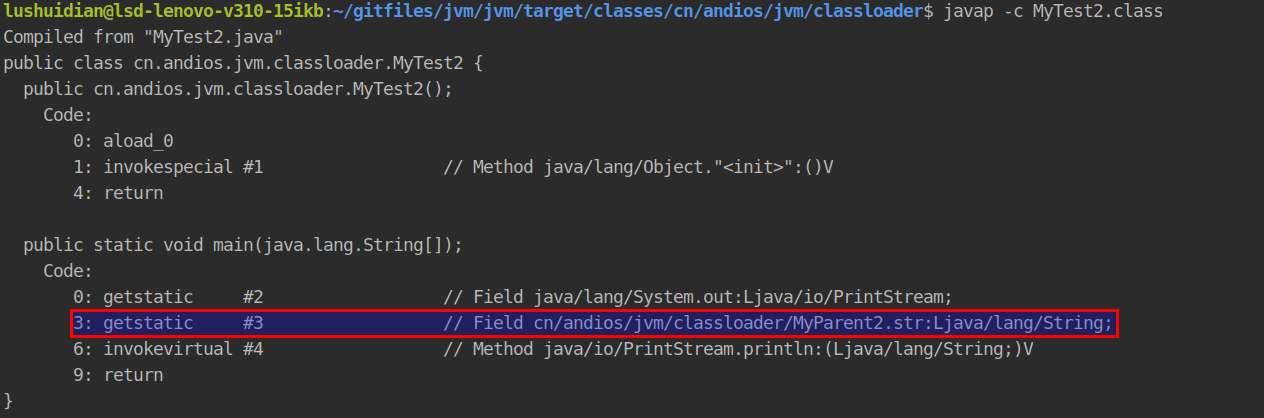 lushuidian@lsd-lenovo-v310-15ikb:~/gitfiles/jvm/jvm/target/classes/cn/andios/jvm/classloader$ javap -c MyTest2.class
Compiled from "MyTest2.java"
public class cn.andios.jvm.classloader.MyTest2 {
  public cn.andios.jvm.classloader.MyTest2();
    Code:
       0: aload_0
       1: invokespecial #1                  // Method java/lang/Object."<init>":()V
       4: return

  public static void main(java.lang.String[]);
    Code:
       0: getstatic     #2                  // Field java/lang/System.out:Ljava/io/PrintStream;
       3: getstatic     #3                  // Field cn/andios/jvm/classloader/MyParent2.str:Ljava/lang/String;
       6: invokevirtual #4                  // Method java/io/PrintStream.println:(Ljava/lang/String;)V
       9: return
}